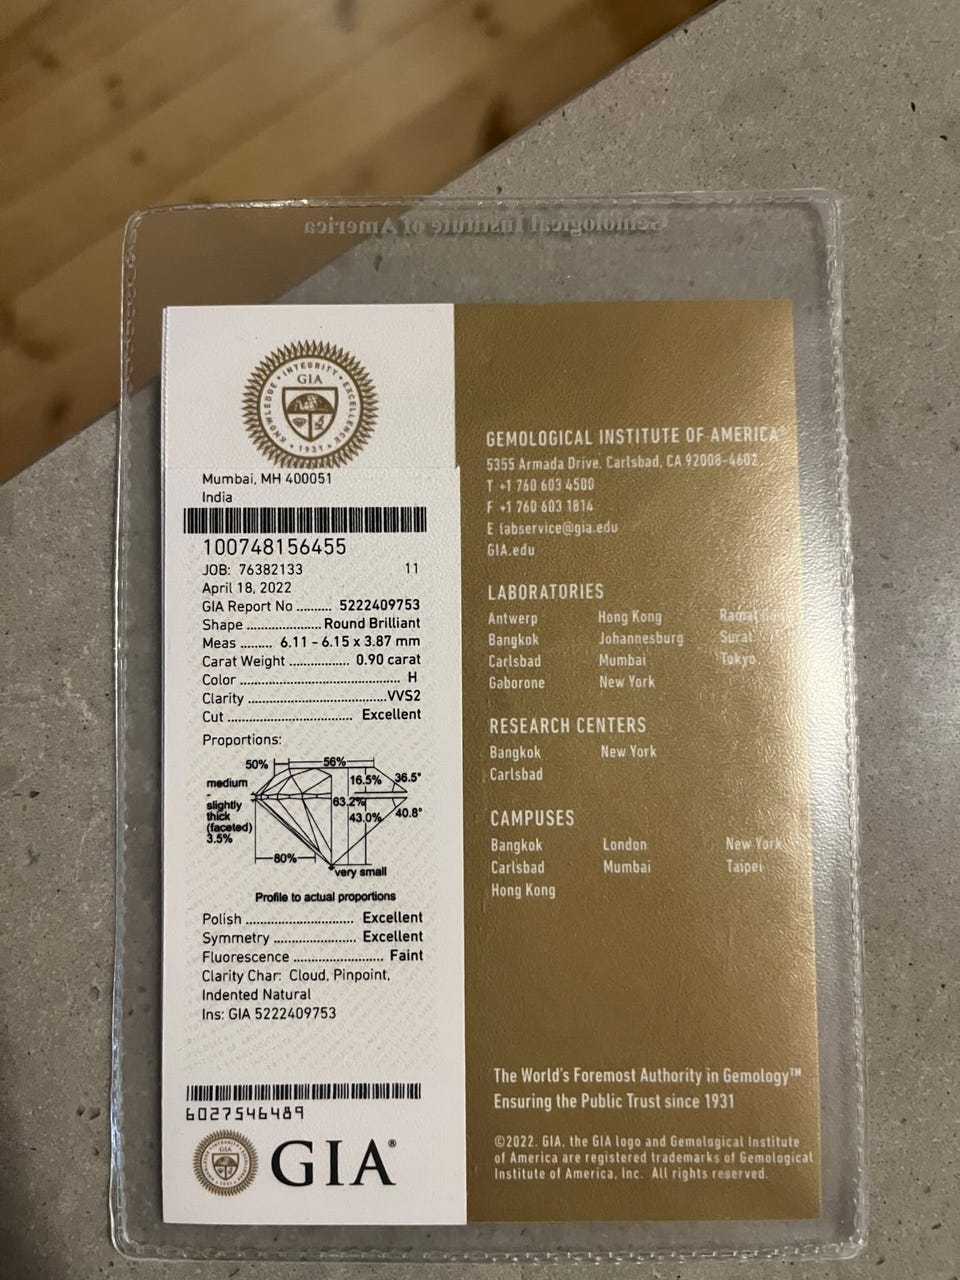 Gemological Institute of America
KNOWLEDGE • INTEGRITY • EXCELLENCE
GIA
• 1931 •
Mumbai, MH 400051
India
100748156455
JOB: 76382133 11
April 18, 2022
GIA Report No .......... 5222409753
Shape ..................... Round Brilliant
Meas ......... 6.11 - 6.15 x 3.87 mm
Carat Weight ................. 0.90 carat
Color ............................................. H
Clarity ...................................... VVS2
Cut ................................... Excellent
Proportions:
50% 56%
medium 16.5% 36.5°
-
slightly 63.2%
thick 43.0% 40.8°
(faceted)
3.5%
80%
very small
Profile to actual proportions
Polish .............................. Excellent
Symmetry ....................... Excellent
Fluorescence ......................... Faint
Clarity Char: Cloud, Pinpoint,
Indented Natural
Ins: GIA 5222409753
6027546489
GIA®
GEMOLOGICAL INSTITUTE OF AMERICA®
5355 Armada Drive, Carlsbad, CA 92008-4602
T +1 760 603 4500
F +1 760 603 1814
E labservice@gia.edu
GIA.edu
LABORATORIES
Antwerp Hong Kong
Bangkok Johannesburg Surat
Carlsbad Mumbai Tokyo
Gaborone New York
RESEARCH CENTERS
Bangkok New York
Carlsbad
CAMPUSES
Bangkok London New York
Carlsbad Mumbai Taipei
Hong Kong
The World's Foremost Authority in Gemology™
Ensuring the Public Trust since 1931
©2022. GIA, the GIA logo and Gemological Institute
of America are registered trademarks of Gemological
Institute of America, Inc. All rights reserved.